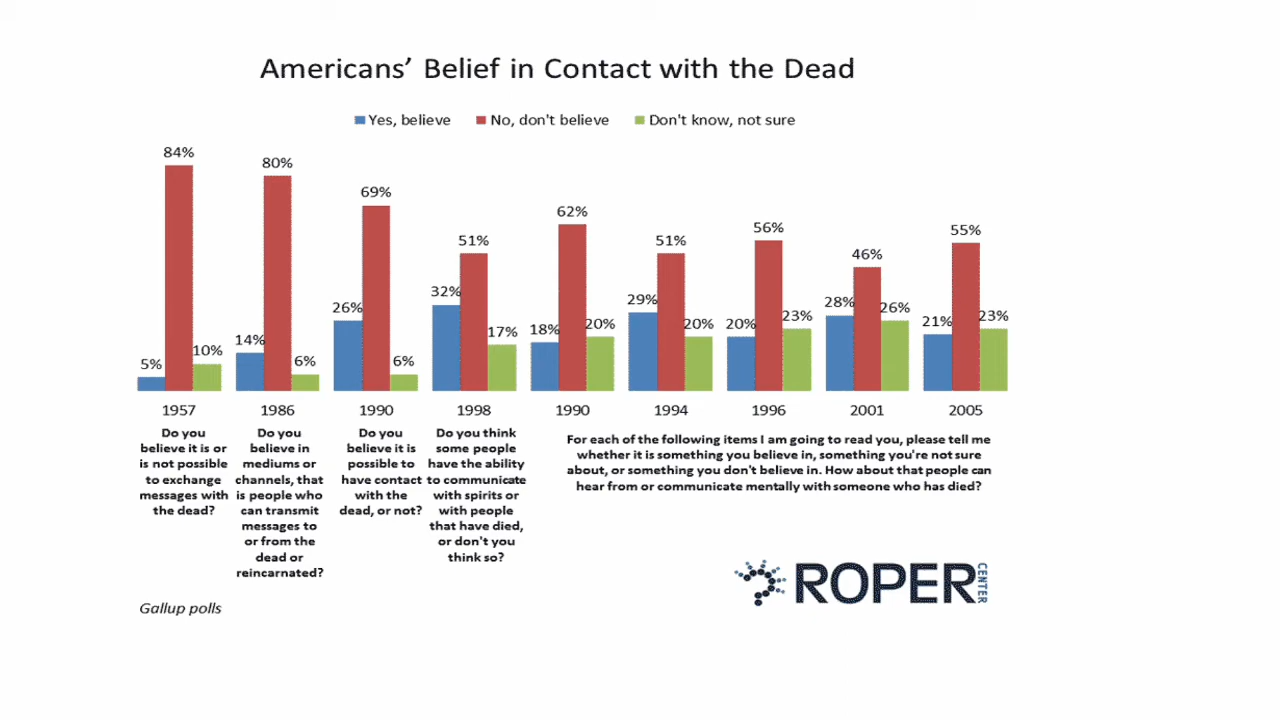 Americans’ Belief in Contact with the Dead
Yes, believe No, don't believe Don't know, not sure
84% 80% 69% 51% 62% 51% 56% 46% 55%
5% 14% 26% 32% 18% 29% 20% 28% 21%
10% 6% 6% 17% 20% 20% 23% 26% 23%
1957 1986 1990 1998 1990 1994 1996 2001 2005
Do you
believe it is or
is not possible
to exchange
messages with
the dead?
Do you
believe in
mediums or
channels, that
is people who
can transmit
messages to
or from the
dead or
reincarnated?
Do you
believe it is
possible to
have contact
with the
dead, or not?
Do you think
some people
have the ability
to communicate
with spirits or
with people
that have died,
or don't you
think so?
For each of the following items I am going to read you, please tell me
whether it is something you believe in, something you're not sure
about, or something you don't believe in. How about that people can
hear from or communicate mentally with someone who has died?
ROPER
CENTER
Gallup polls